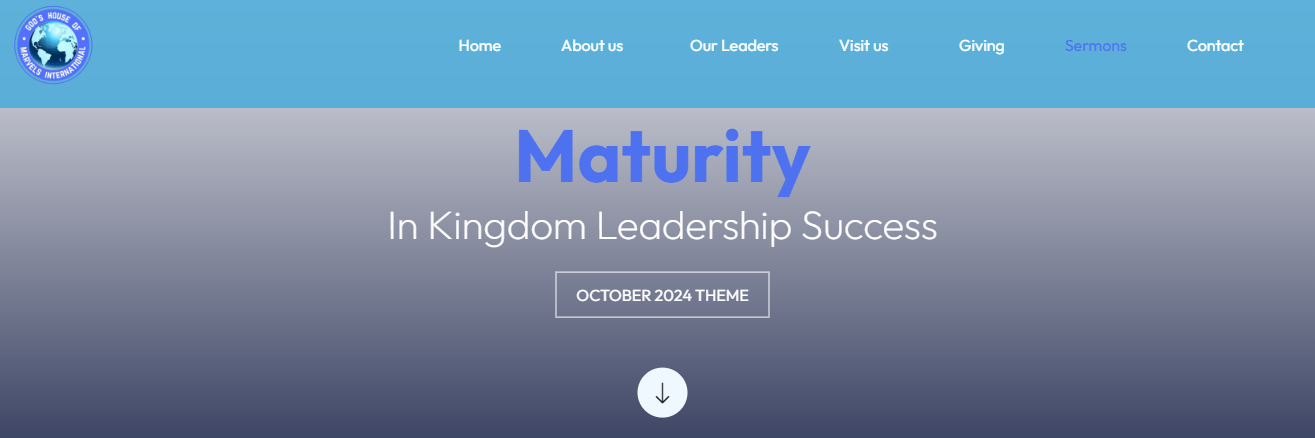 GOD'S HOUSE OF
MARVELS INTERNATIONAL
Home About us Our Leaders Visit us Giving Sermons Contact
Maturity
In Kingdom Leadership Success
OCTOBER 2024 THEME